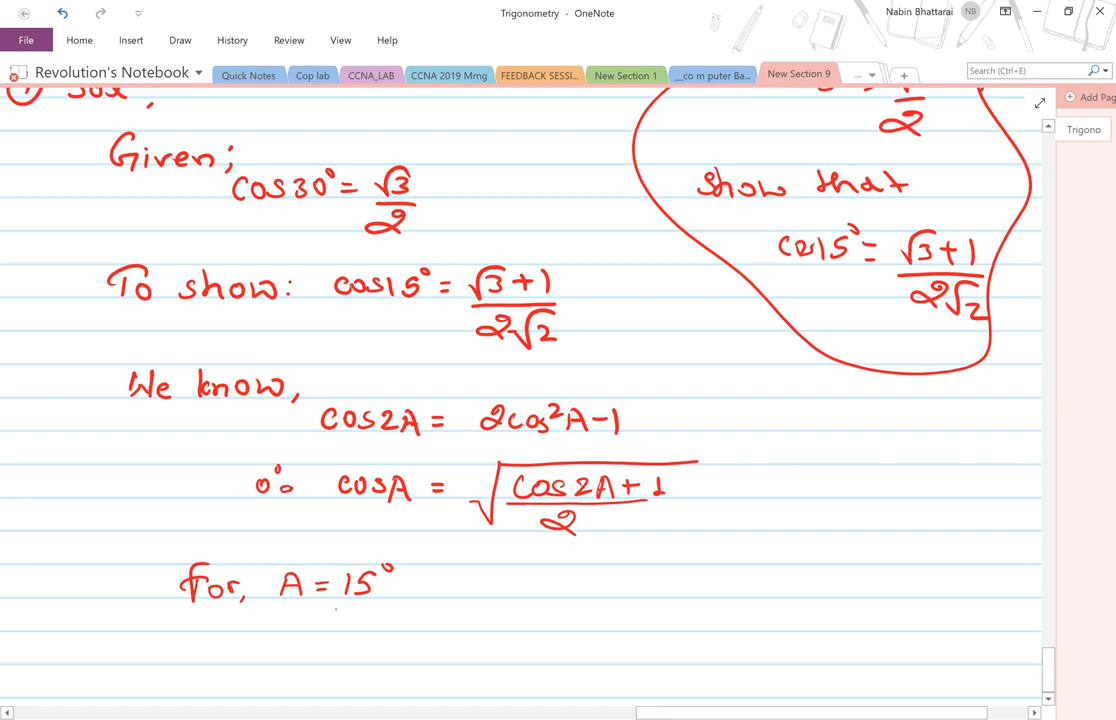 Trigonometry - OneNote
Nabin Bhattarai NB
File Home Insert Draw History Review View Help
Revolution's Notebook
Quick Notes Cop lab CCNA_LAB CCNA 2019 Mrng FEEDBACK SESSI... New Section 1 __co m puter Ba... New Section 9 ... +
Search (Ctrl+E)
Add Pag
Trigono
Given;
cos30° = √3/2
To show: cos15° = (√3+1)/(2√2)
We know,
cos2A = 2cos²A-1
cosA = √((cos2A+1)/2)
For, A = 15°
2
Show that
cos15° = (√3+1)/(2√2)